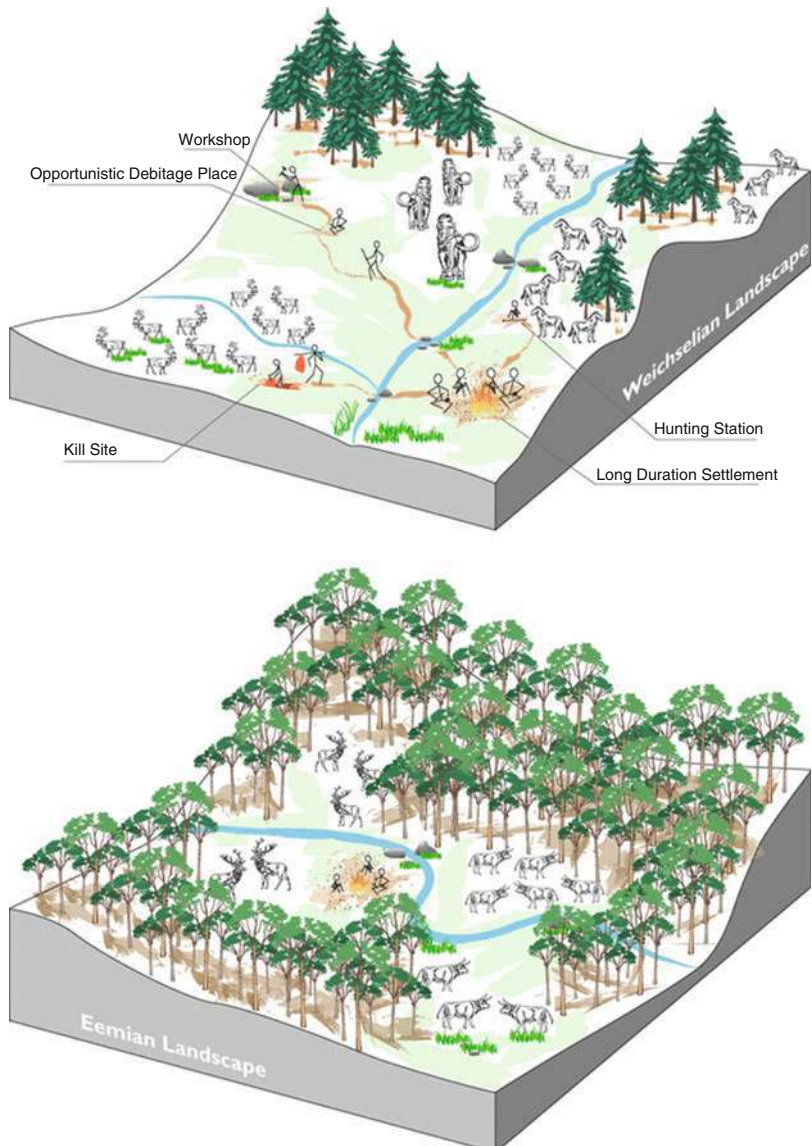 Workshop
Opportunistic Debitage Place
Weichselian Landscape
Hunting Station
Kill Site
Long Duration Settlement
Eemian Landscape